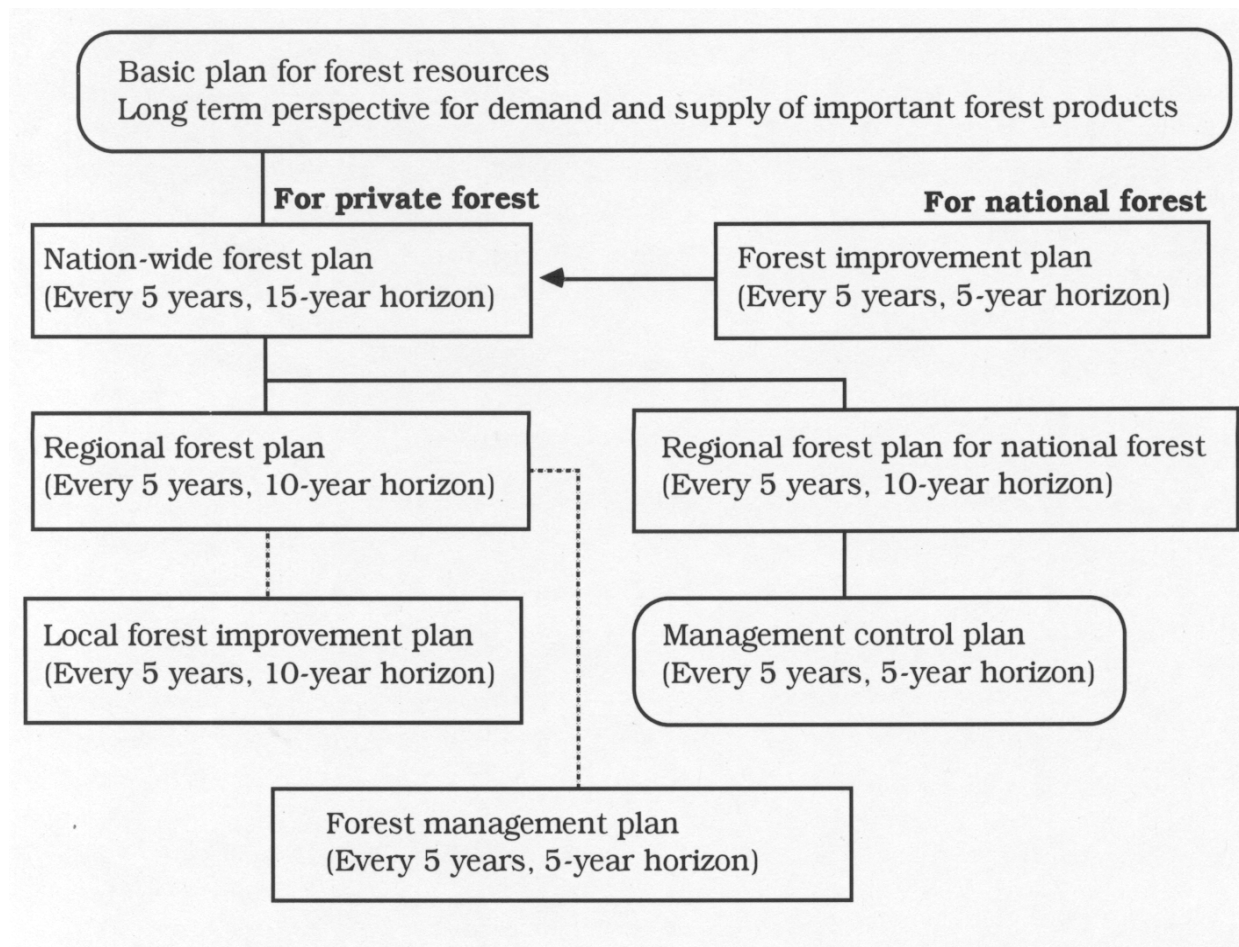 Basic plan for forest resources
Long term perspective for demand and supply of important forest products
For private forest
For national forest
Nation-wide forest plan
(Every 5 years, 15-year horizon)
Forest improvement plan
(Every 5 years, 5-year horizon)
Regional forest plan
(Every 5 years, 10-year horizon)
Regional forest plan for national forest
(Every 5 years, 10-year horizon)
Local forest improvement plan
(Every 5 years, 10-year horizon)
Management control plan
(Every 5 years, 5-year horizon)
Forest management plan
(Every 5 years, 5-year horizon)